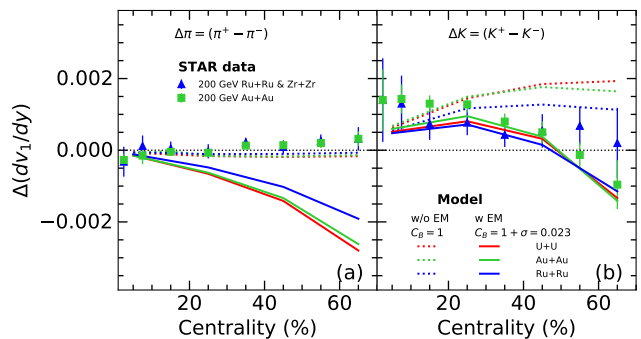 Δπ = (π⁺ − π⁻)
STAR data
200 GeV Ru+Ru & Zr+Zr
200 GeV Au+Au
0.002
0.000
−0.002
Δ(dv₁/dy)
(a)
0 20 40 60
Centrality (%)
ΔK = (K⁺ − K⁻)
Model
w/o EM w EM
C_B = 1 C_B = 1 + σ = 0.023
U+U
Au+Au
Ru+Ru
(b)
20 40 60
Centrality (%)